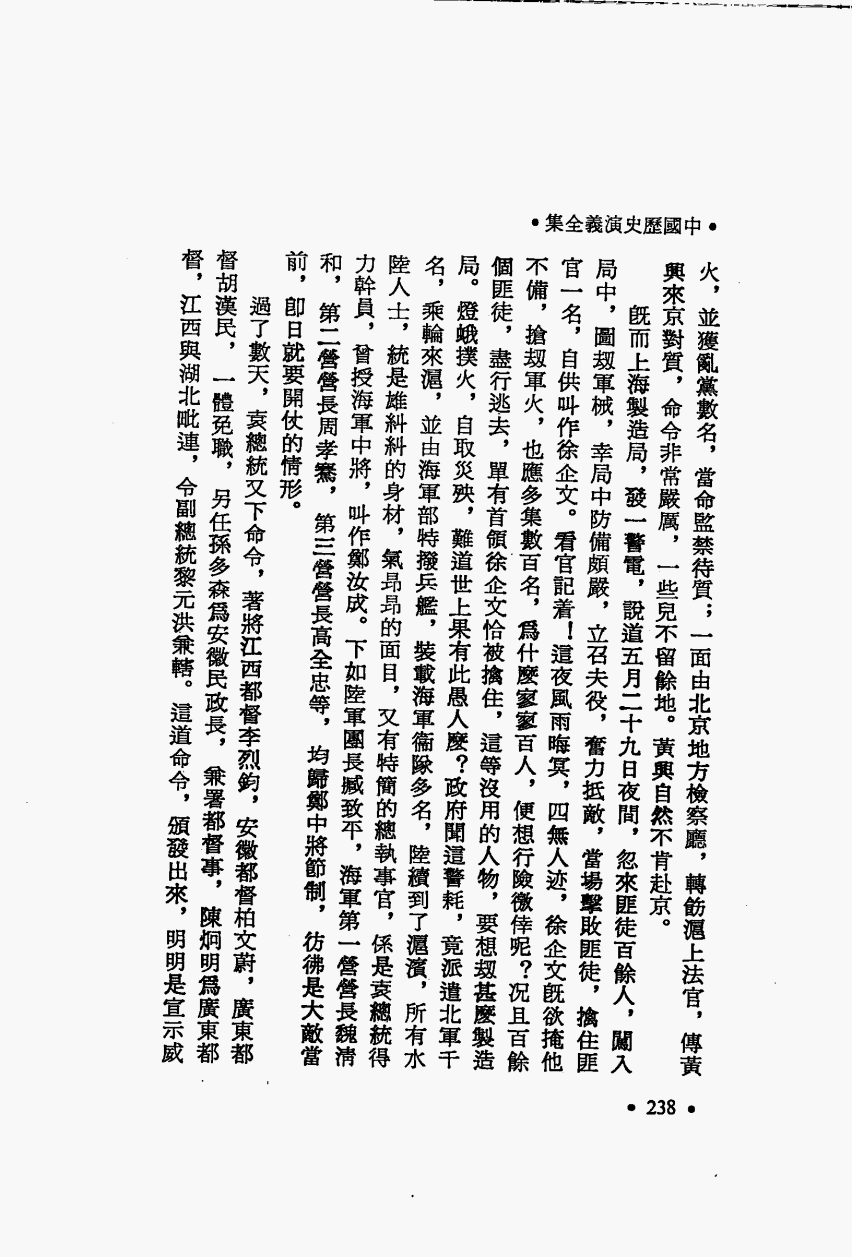 •中國歷史演義全集•
火，並獲亂黨數名，當命監禁待質；一面由北京地方檢察廳，轉飭滬上法官，傳黃
興來京對質，命令非常嚴厲，一些兒不留餘地。黃興自然不肯赴京。
既而上海製造局，發一警電，說道五月二十九日夜間，忽來匪徒百餘人，闖入
局中，圖刼軍械，幸局中防備頗嚴，立召夫役，奮力抵敵，當場擊敗匪徒，擒住匪
官一名，自供叫作徐企文。看官記着！這夜風雨晦冥，四無人迹，徐企文既欲掩他
不備，搶刼軍火，也應多集數百名，爲什麼寥寥百人，便想行險徼倖呢？况且百餘
個匪徒，盡行逃去，單有首領徐企文恰被擒住，這等沒用的人物，要想刼甚麼製造
局。燈蛾撲火，自取災殃，難道世上果有此愚人麼？政府聞這警耗，竟派遣北軍千
名，乘輪來滬，並由海軍部特撥兵艦，裝載海軍衞隊多名，陸續到了滬濱，所有水
陸人士，統是雄糾糾的身材，氣昻昻的面目，又有特簡的總執事官，係是袁總統得
力幹員，曾授海軍中將，叫作鄭汝成。下如陸軍團長臧致平，海軍第一營營長魏淸
和，第二營營長周孝騫，第三營營長高全忠等，均歸鄭中將節制，彷彿是大敵當
前，卽日就要開仗的情形。
過了數天，袁總統又下命令，著將江西都督李烈鈞，安徽都督柏文蔚，廣東都
督胡漢民，一體免職，另任孫多森爲安徽民政長，兼署都督事，陳炯明爲廣東都
督，江西與湖北毗連，令副總統黎元洪兼轄。這道命令，頒發出來，明明是宣示威
•238•